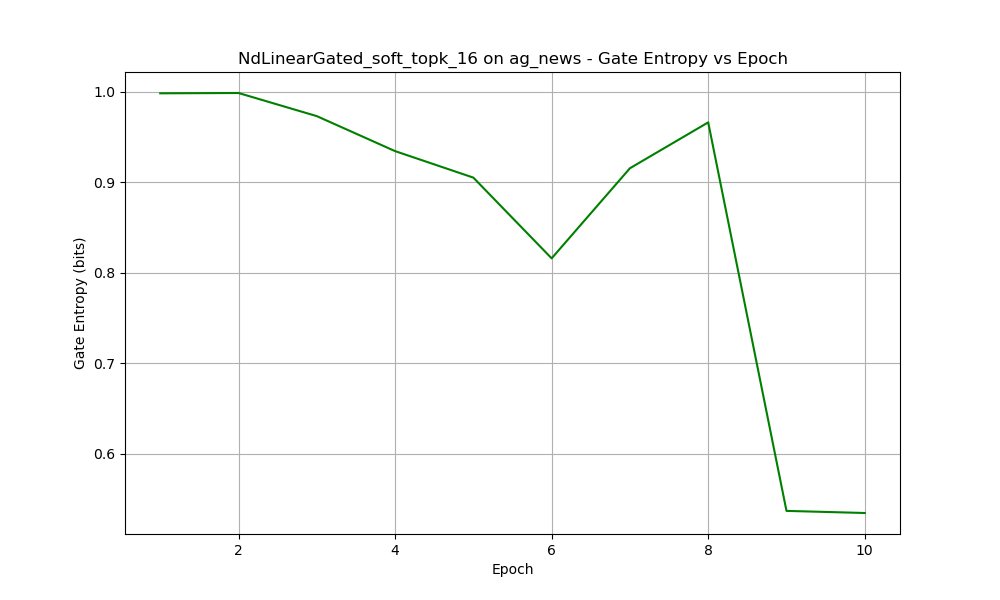 NdLinearGated_soft_topk_16 on ag_news - Gate Entropy vs Epoch
Gate Entropy (bits)
1.0
0.9
0.8
0.7
0.6
2 4 6 8 10
Epoch